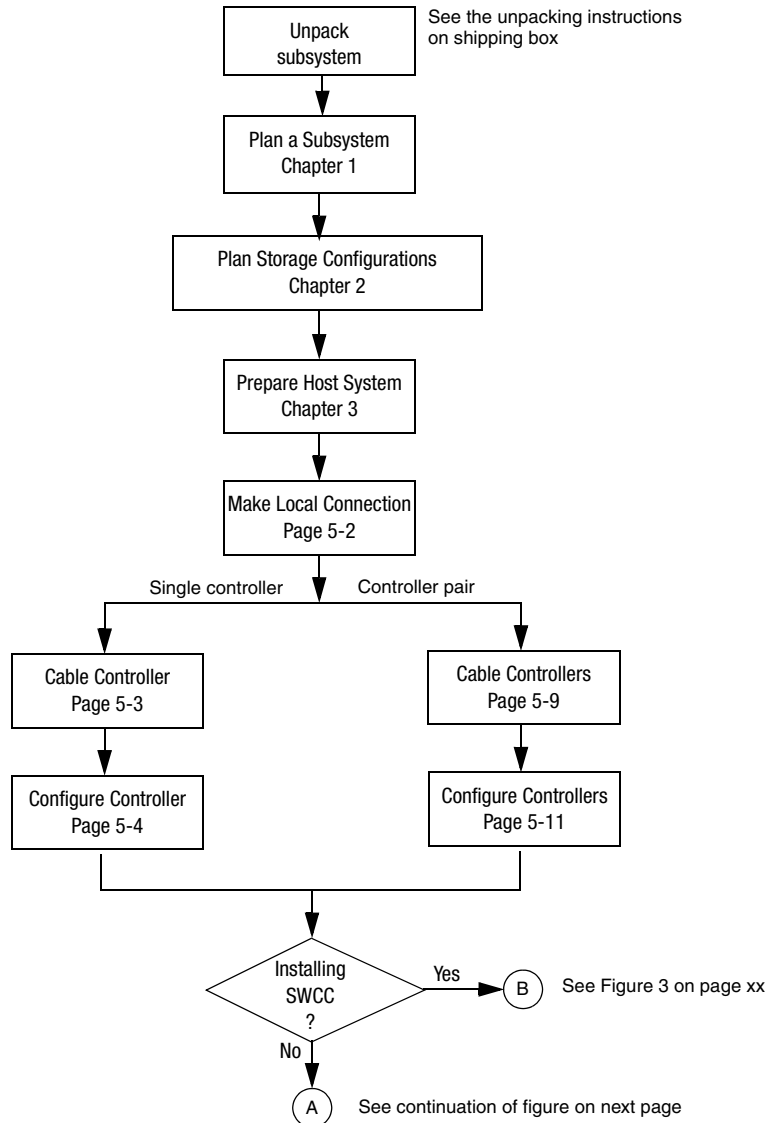 Unpack
subsystem
See the unpacking instructions
on shipping box
Plan a Subsystem
Chapter 1
Plan Storage Configurations
Chapter 2
Prepare Host System
Chapter 3
Make Local Connection
Page 5-2
Single controller
Controller pair
Cable Controller
Page 5-3
Cable Controllers
Page 5-9
Configure Controller
Page 5-4
Configure Controllers
Page 5-11
Installing
SWCC
?
Yes
B
See Figure 3 on page xx
No
A
See continuation of figure on next page